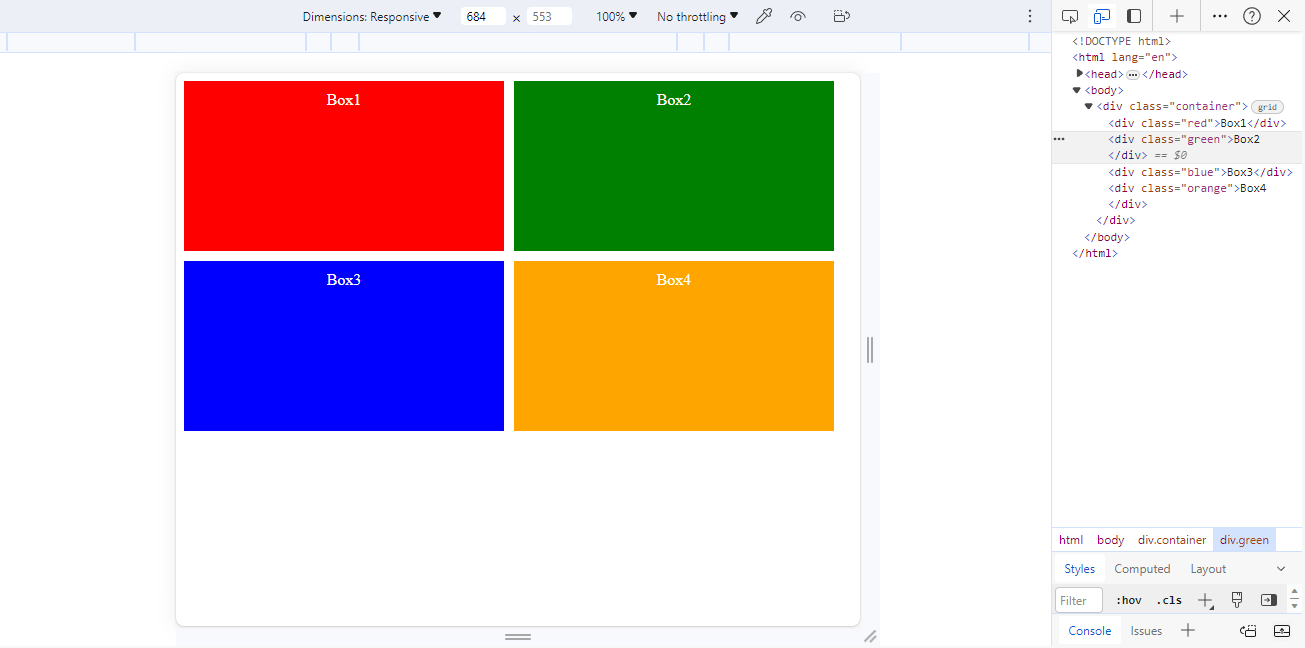 Dimensions: Responsive 684 × 553 100% No throttling
Box1 Box2
Box3 Box4
<!DOCTYPE html>
<html lang="en">
<head> ••• </head>
<body>
<div class="container"> grid
<div class="red">Box1</div>
<div class="green">Box2
</div> == $0
<div class="blue">Box3</div>
<div class="orange">Box4
</div>
</div>
</body>
</html>
html body div.container div.green
Styles Computed Layout
Filter :hov .cls
Console Issues